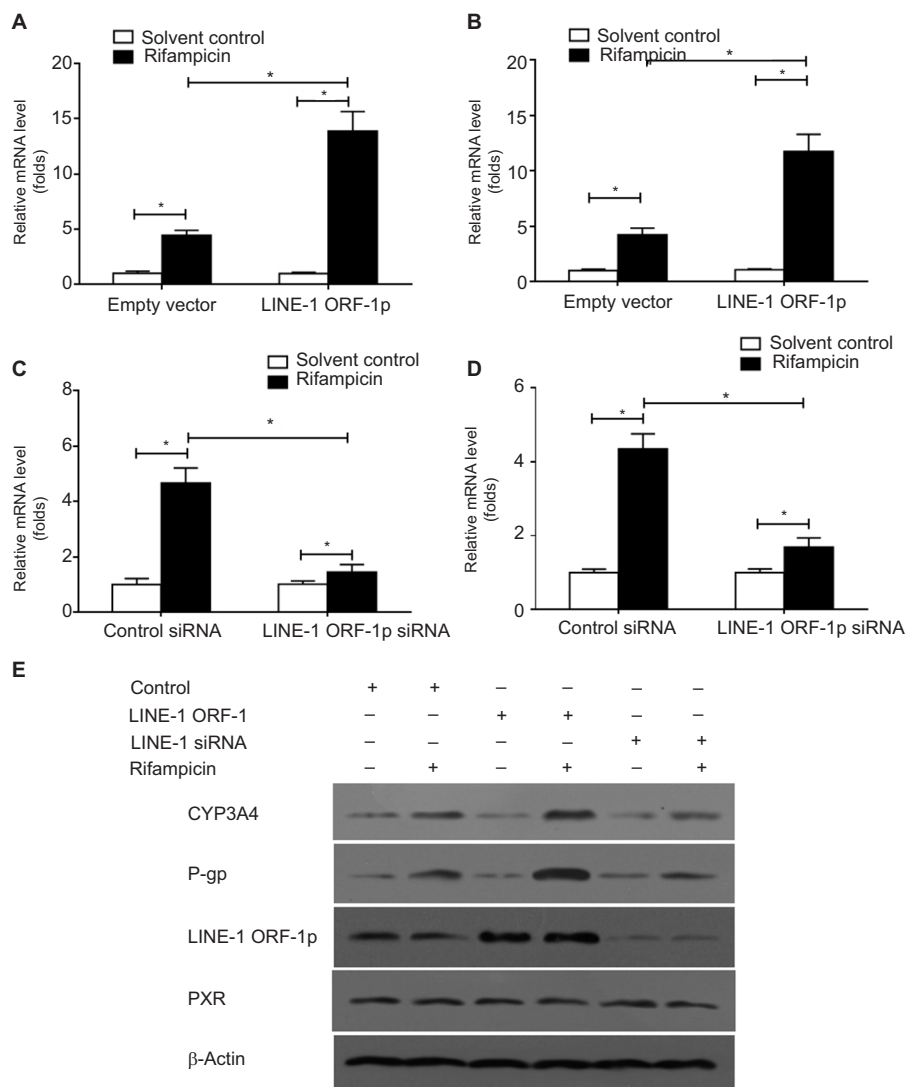 A
Solvent control
Rifampicin
*
*
*
20
15
10
5
0
Relative mRNA level
(folds)
Empty vector
LINE-1 ORF-1p
B
Solvent control
Rifampicin
*
*
*
20
15
10
5
0
Relative mRNA level
(folds)
Empty vector
LINE-1 ORF-1p
C
Solvent control
Rifampicin
*
*
*
8
6
4
2
0
Relative mRNA level
(folds)
Control siRNA
LINE-1 ORF-1p siRNA
D
Solvent control
Rifampicin
*
*
*
6
4
2
0
Relative mRNA level
(folds)
Control siRNA
LINE-1 ORF-1p siRNA
E
Control + + – – – –
LINE-1 ORF-1 – – + + – –
LINE-1 siRNA – – – – + +
Rifampicin – + – + – +
CYP3A4
P-gp
LINE-1 ORF-1p
PXR
β-Actin